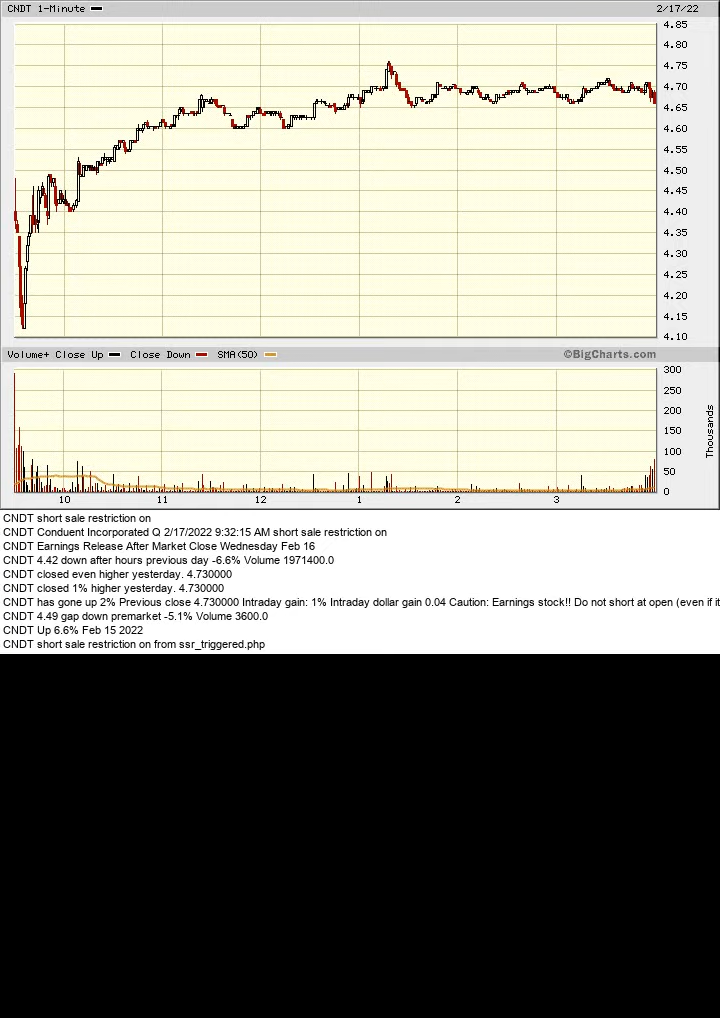 CNDT 1-Minute 2/17/22
4.85
4.80
4.75
4.70
4.65
4.60
4.55
4.50
4.45
4.40
4.35
4.30
4.25
4.20
4.15
4.10
Volume+ Close Up Close Down SMA(50) ©BigCharts.com
300
250
200
150
100
50
0
Thousands
10 11 12 1 2 3
CNDT short sale restriction on
CNDT Conduent Incorporated Q 2/17/2022 9:32:15 AM short sale restriction on
CNDT Earnings Release After Market Close Wednesday Feb 16
CNDT 4.42 down after hours previous day -6.6% Volume 1971400.0
CNDT closed even higher yesterday. 4.730000
CNDT closed 1% higher yesterday. 4.730000
CNDT has gone up 2% Previous close 4.730000 Intraday gain: 1% Intraday dollar gain 0.04 Caution: Earnings stock!! Do not short at open (even if it
CNDT 4.49 gap down premarket -5.1% Volume 3600.0
CNDT Up 6.6% Feb 15 2022
CNDT short sale restriction on from ssr_triggered.php